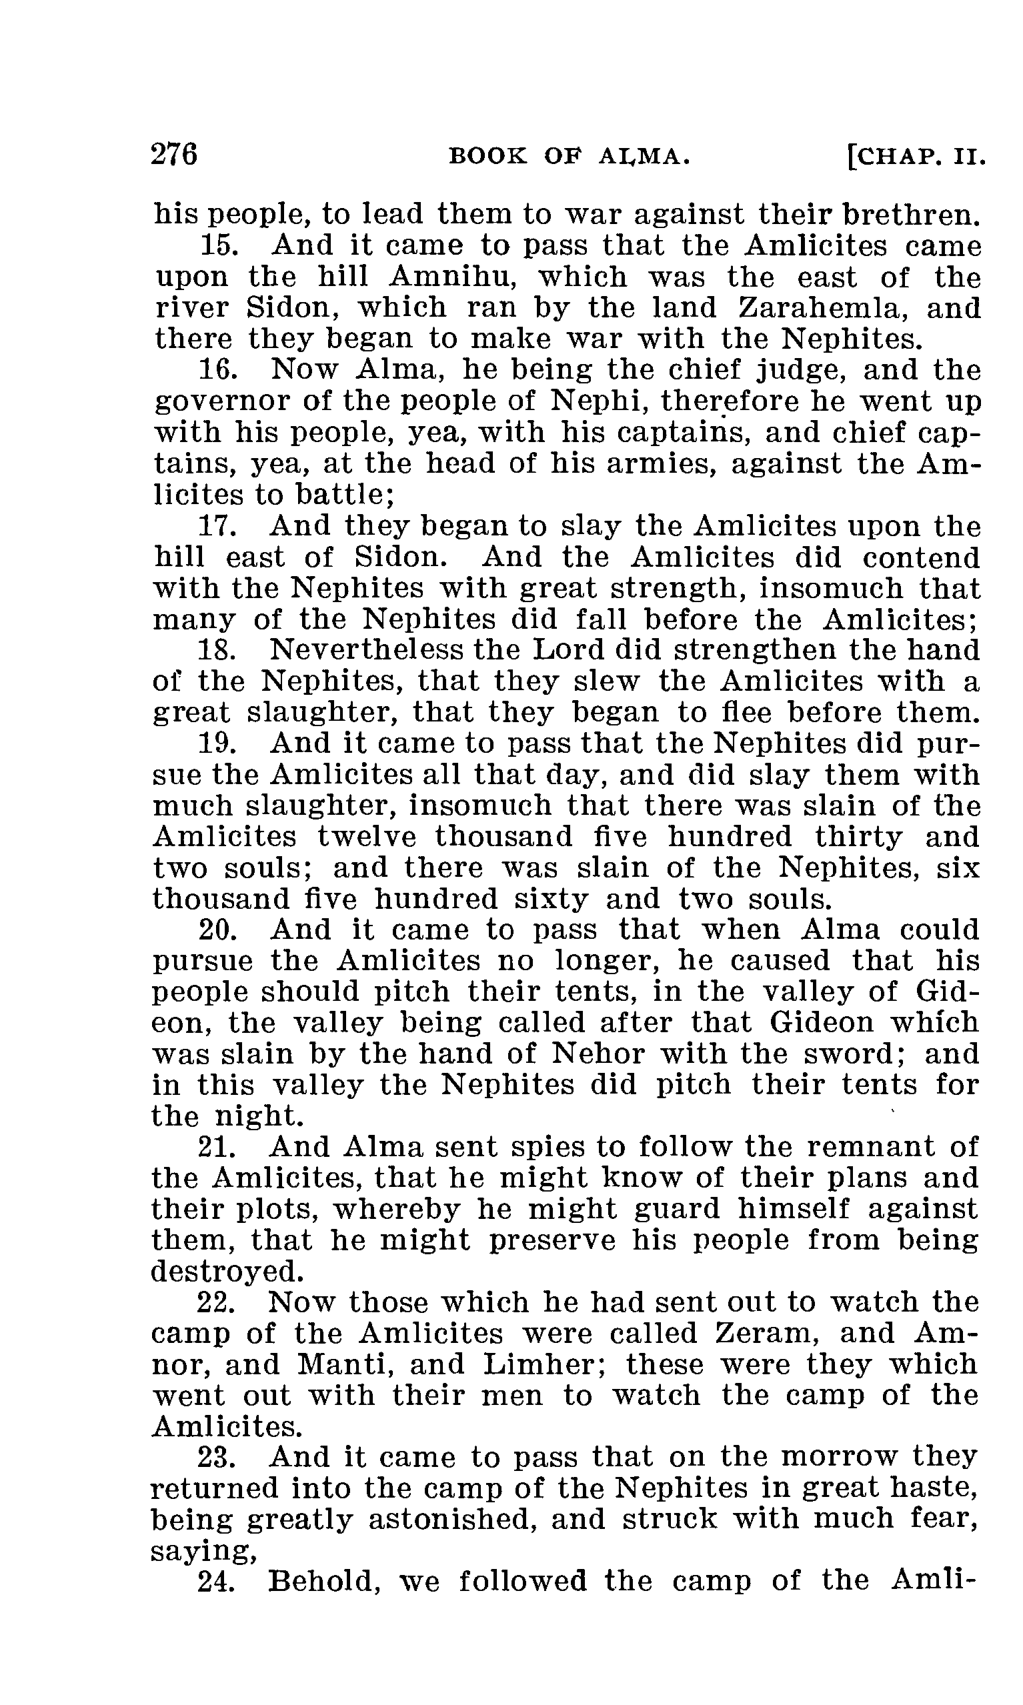 276 BOOK OF ALMA. [CHAP. II.
his people, to lead them to war against their brethren.
15. And it came to pass that the Amlicites came
upon the hill Amnihu, which was the east of the
river Sidon, which ran by the land Zarahemla, and
there they began to make war with the Nephites.
16. Now Alma, he being the chief judge, and the
governor of the people of Nephi, therefore he went up
with his people, yea, with his captains, and chief cap-
tains, yea, at the head of his armies, against the Am-
licites to battle;
17. And they began to slay the Amlicites upon the
hill east of Sidon. And the Amlicites did contend
with the Nephites with great strength, insomuch that
many of the Nephites did fall before the Amlicites;
18. Nevertheless the Lord did strengthen the hand
of the Nephites, that they slew the Amlicites with a
great slaughter, that they began to flee before them.
19. And it came to pass that the Nephites did pur-
sue the Amlicites all that day, and did slay them with
much slaughter, insomuch that there was slain of the
Amlicites twelve thousand five hundred thirty and
two souls; and there was slain of the Nephites, six
thousand five hundred sixty and two souls.
20. And it came to pass that when Alma could
pursue the Amlicites no longer, he caused that his
people should pitch their tents, in the valley of Gid-
eon, the valley being called after that Gideon which
was slain by the hand of Nehor with the sword; and
in this valley the Nephites did pitch their tents for
the night.
21. And Alma sent spies to follow the remnant of
the Amlicites, that he might know of their plans and
their plots, whereby he might guard himself against
them, that he might preserve his people from being
destroyed.
22. Now those which he had sent out to watch the
camp of the Amlicites were called Zeram, and Am-
nor, and Manti, and Limher; these were they which
went out with their men to watch the camp of the
Amlicites.
23. And it came to pass that on the morrow they
returned into the camp of the Nephites in great haste,
being greatly astonished, and struck with much fear,
saying,
24. Behold, we followed the camp of the Amli-